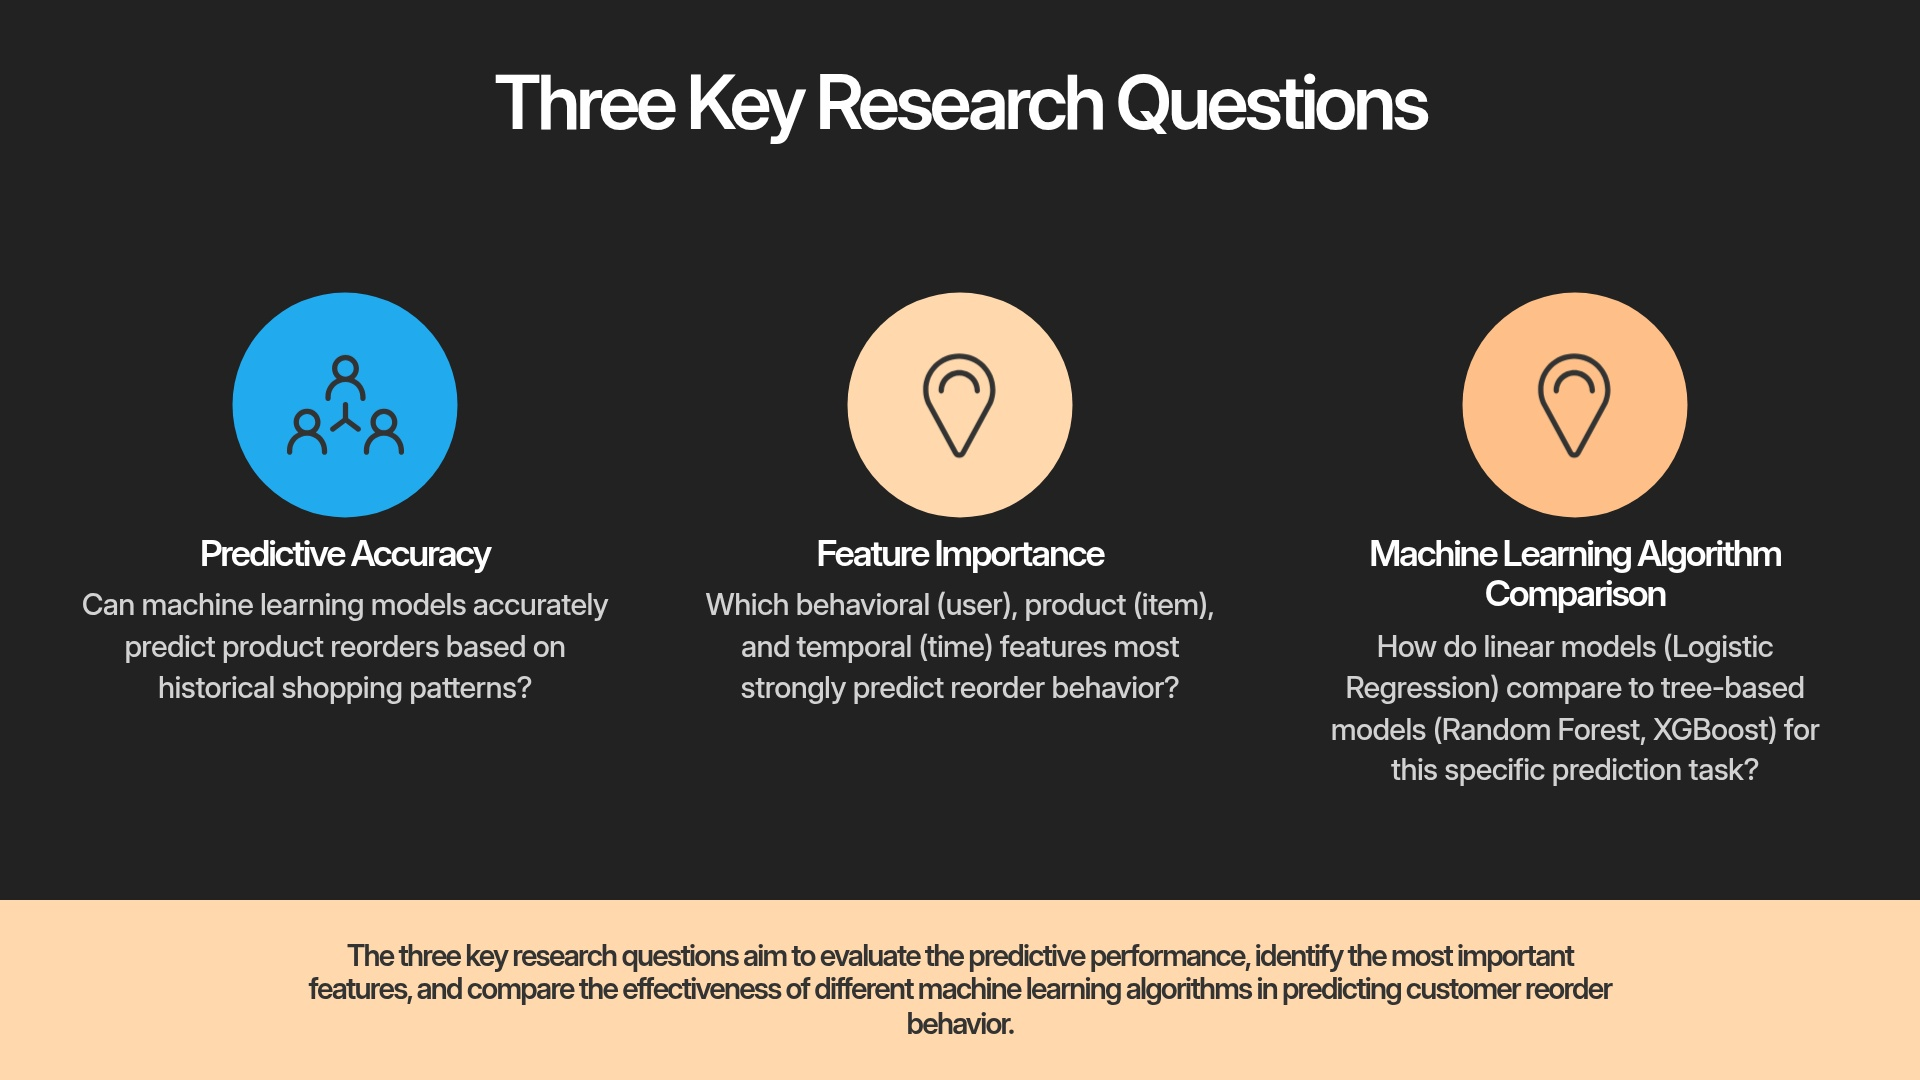 Three Key Research Questions
Predictive Accuracy
Can machine learning models accurately
predict product reorders based on
historical shopping patterns?
Feature Importance
Which behavioral (user), product (item),
and temporal (time) features most
strongly predict reorder behavior?
Machine Learning Algorithm
Comparison
How do linear models (Logistic
Regression) compare to tree-based
models (Random Forest, XGBoost) for
this specific prediction task?
The three key research questions aim to evaluate the predictive performance, identify the most important
features, and compare the effectiveness of different machine learning algorithms in predicting customer reorder
behavior.